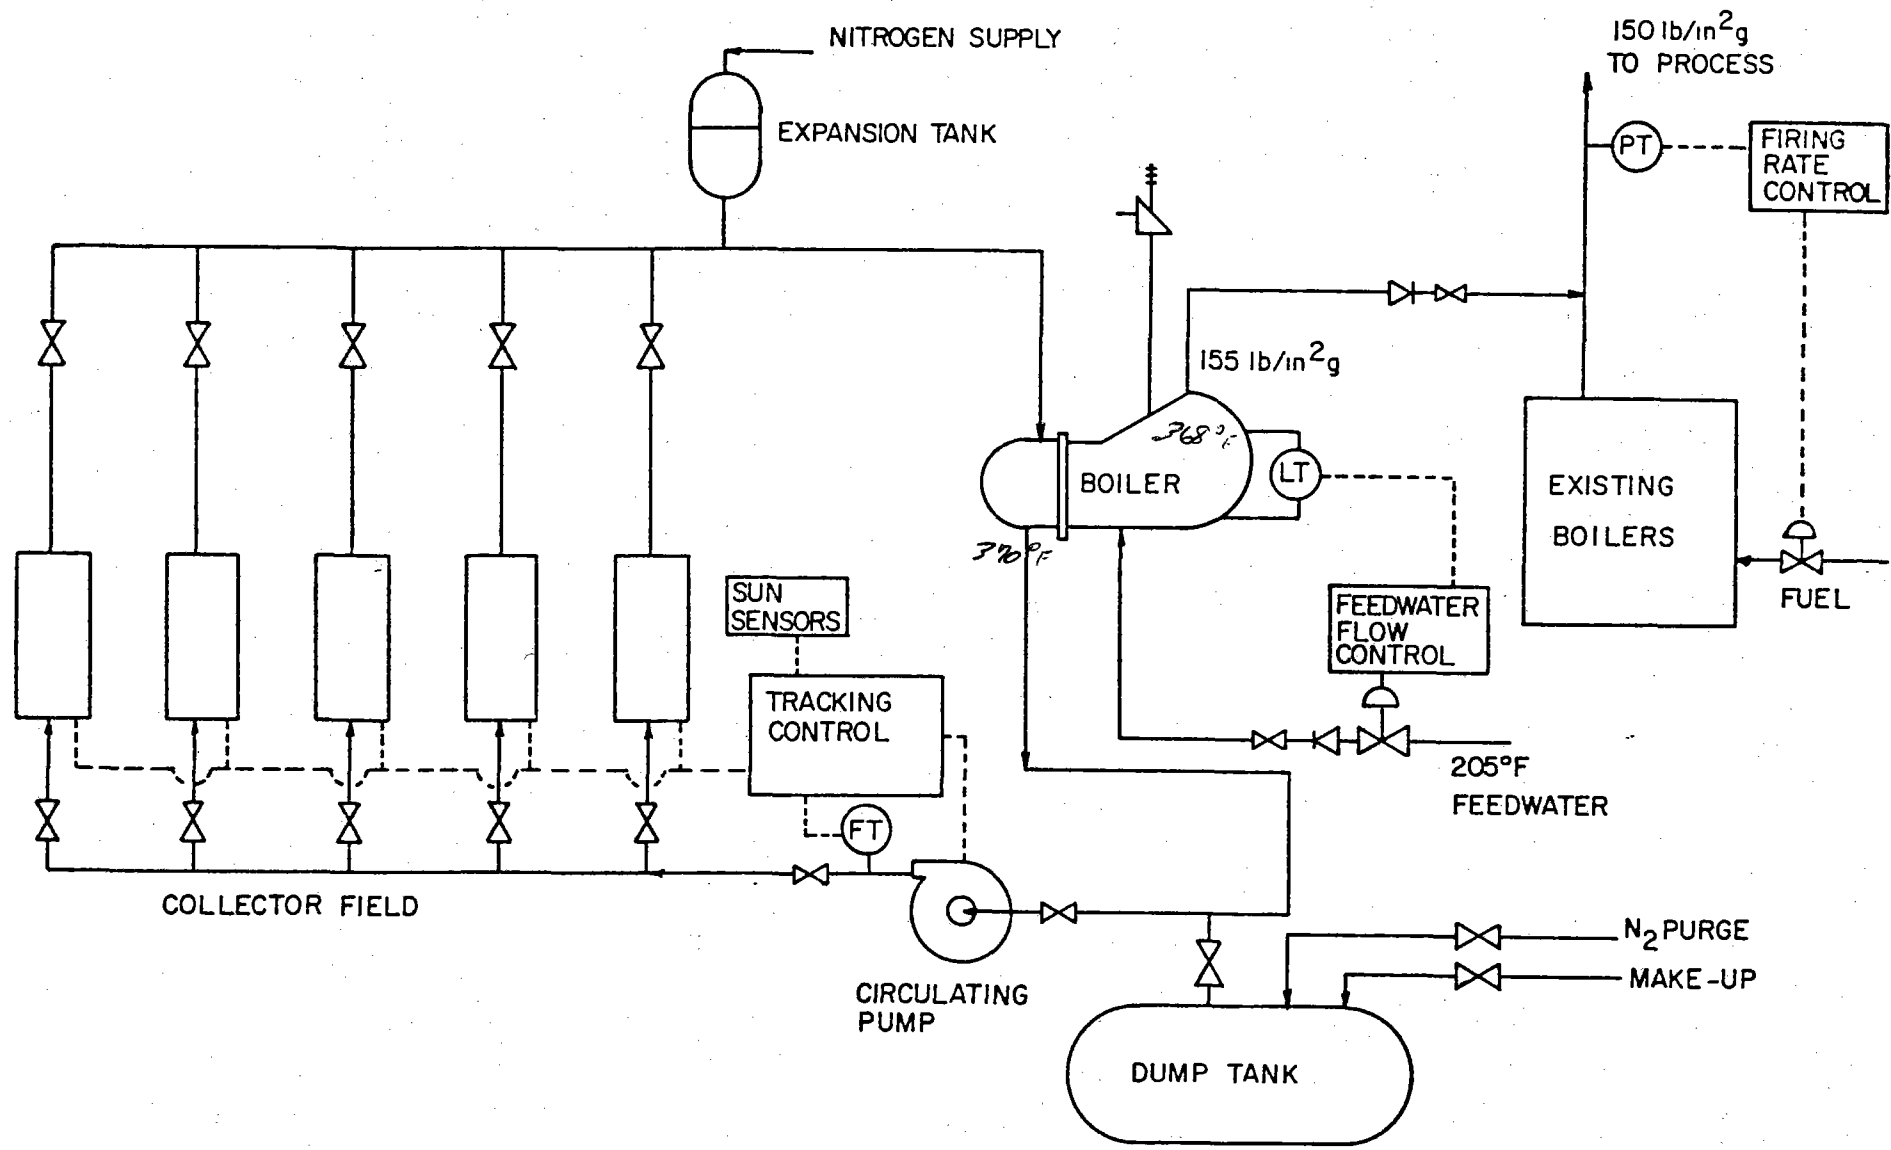 150 lb/in2g
TO PROCESS
NITROGEN SUPPLY
EXPANSION TANK
PT
FIRING
RATE
CONTROL
155 lb/in2g
368°F
BOILER
LT
370°F
EXISTING
BOILERS
FUEL
SUN
SENSORS
FEEDWATER
FLOW
CONTROL
TRACKING
CONTROL
205°F
FEEDWATER
FT
COLLECTOR FIELD
CIRCULATING
PUMP
N2 PURGE
MAKE-UP
DUMP TANK